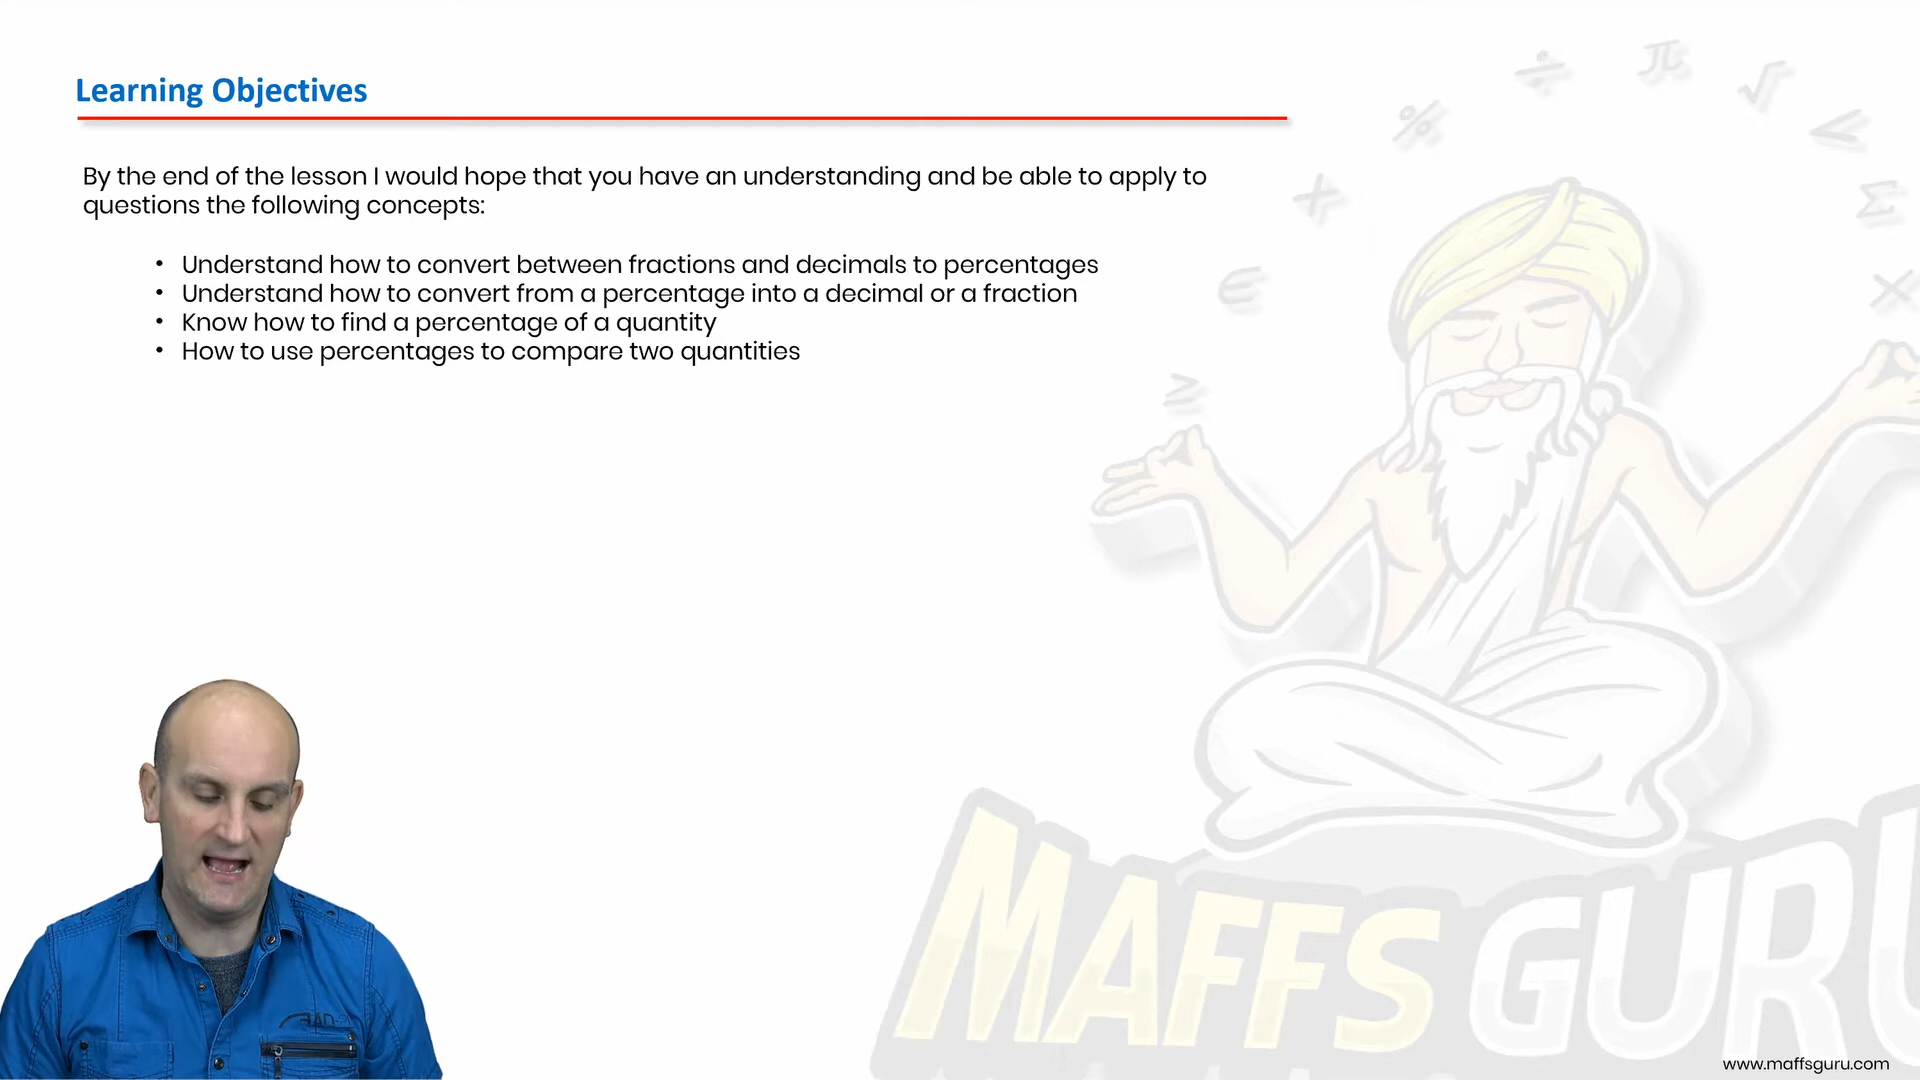 Learning Objectives
By the end of the lesson I would hope that you have an understanding and be able to apply to
questions the following concepts:
• Understand how to convert between fractions and decimals to percentages
• Understand how to convert from a percentage into a decimal or a fraction
• Know how to find a percentage of a quantity
• How to use percentages to compare two quantities
% ÷ π √ <
+ Σ
∈ ×
≥
MAFFS GURU
www.maffsguru.com